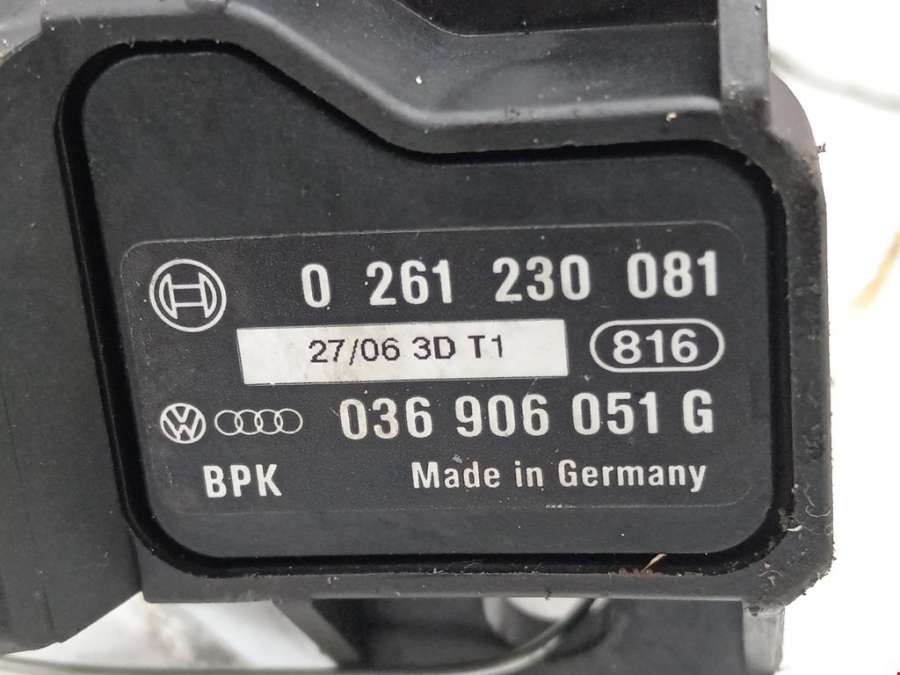 0 261 230 081
27/06 3D T1 816
036 906 051 G
BPK Made in Germany